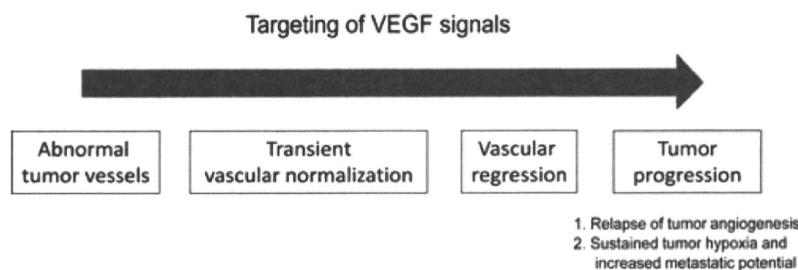 Targeting of VEGF signals
Abnormal
tumor vessels
Transient
vascular normalization
Vascular
regression
Tumor
progression
1. Relapse of tumor angiogenesis
2. Sustained tumor hypoxia and
increased metastatic potential